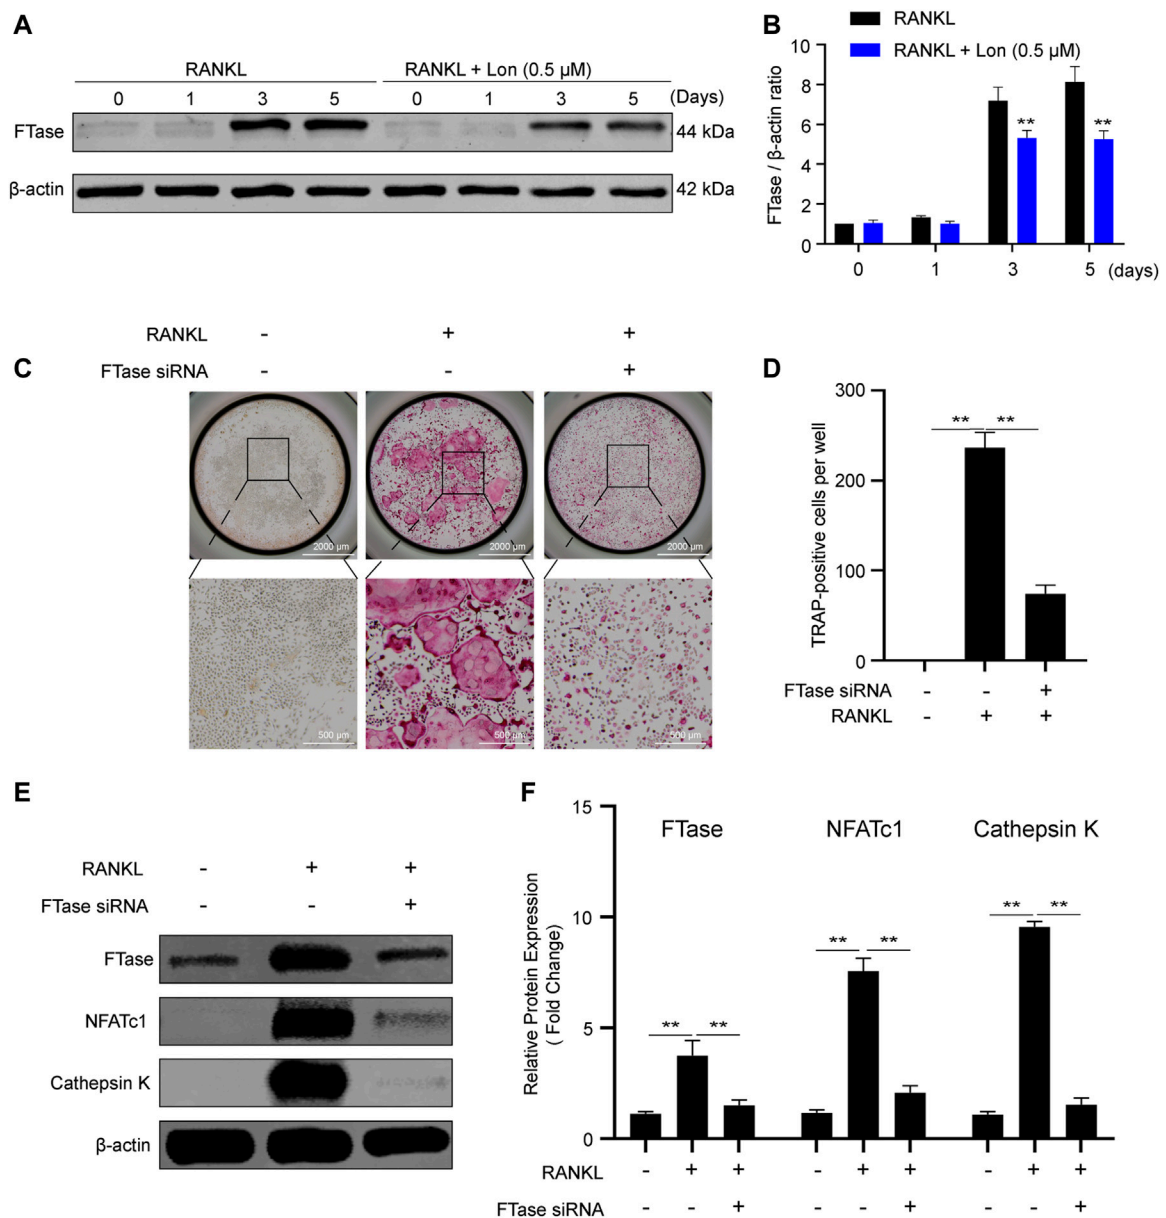 A
RANKL RANKL + Lon (0.5 μM)
0 1 3 5 0 1 3 5 (Days)
FTase 44 kDa
β-actin 42 kDa
B
RANKL
RANKL + Lon (0.5 μM)
FTase / β-actin ratio
10
8
6
4
2
0
** **
0 1 3 5 (days)
C
RANKL - + +
FTase siRNA - - +
2000 μm 2000 μm 2000 μm
500 μm 500 μm 500 μm
D
TRAP-positive cells per well
300
200
100
0
** **
FTase siRNA - - +
RANKL - + +
E
RANKL - + +
FTase siRNA - - +
FTase
NFATc1
Cathepsin K
β-actin
F
Relative Protein Expression
( Fold Change)
15
10
5
0
FTase NFATc1 Cathepsin K
** ** ** ** ** **
RANKL - + + - + + - + +
FTase siRNA - - + - - + - - +